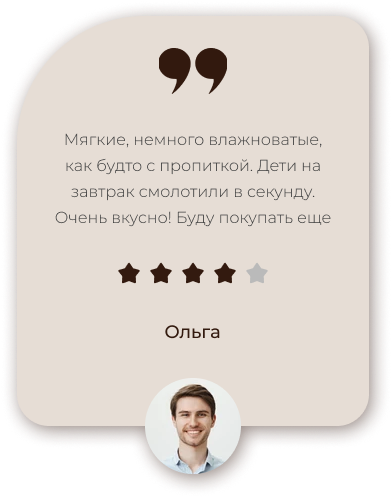 ❞
Мягкие, немного влажноватые,
как будто с пропиткой. Дети на
завтрак смолотили в секунду.
Очень вкусно! Буду покупать еще
Ольга